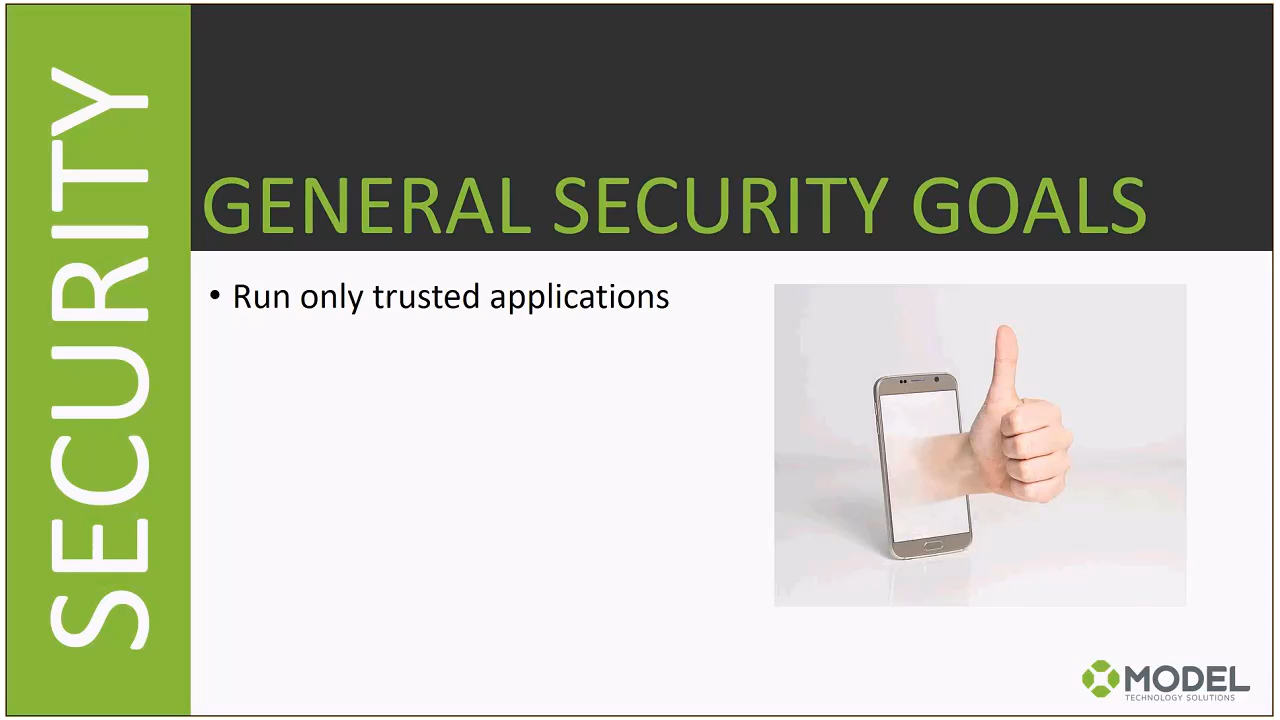 SECURITY
GENERAL SECURITY GOALS
• Run only trusted applications
MODEL
TECHNOLOGY SOLUTIONS